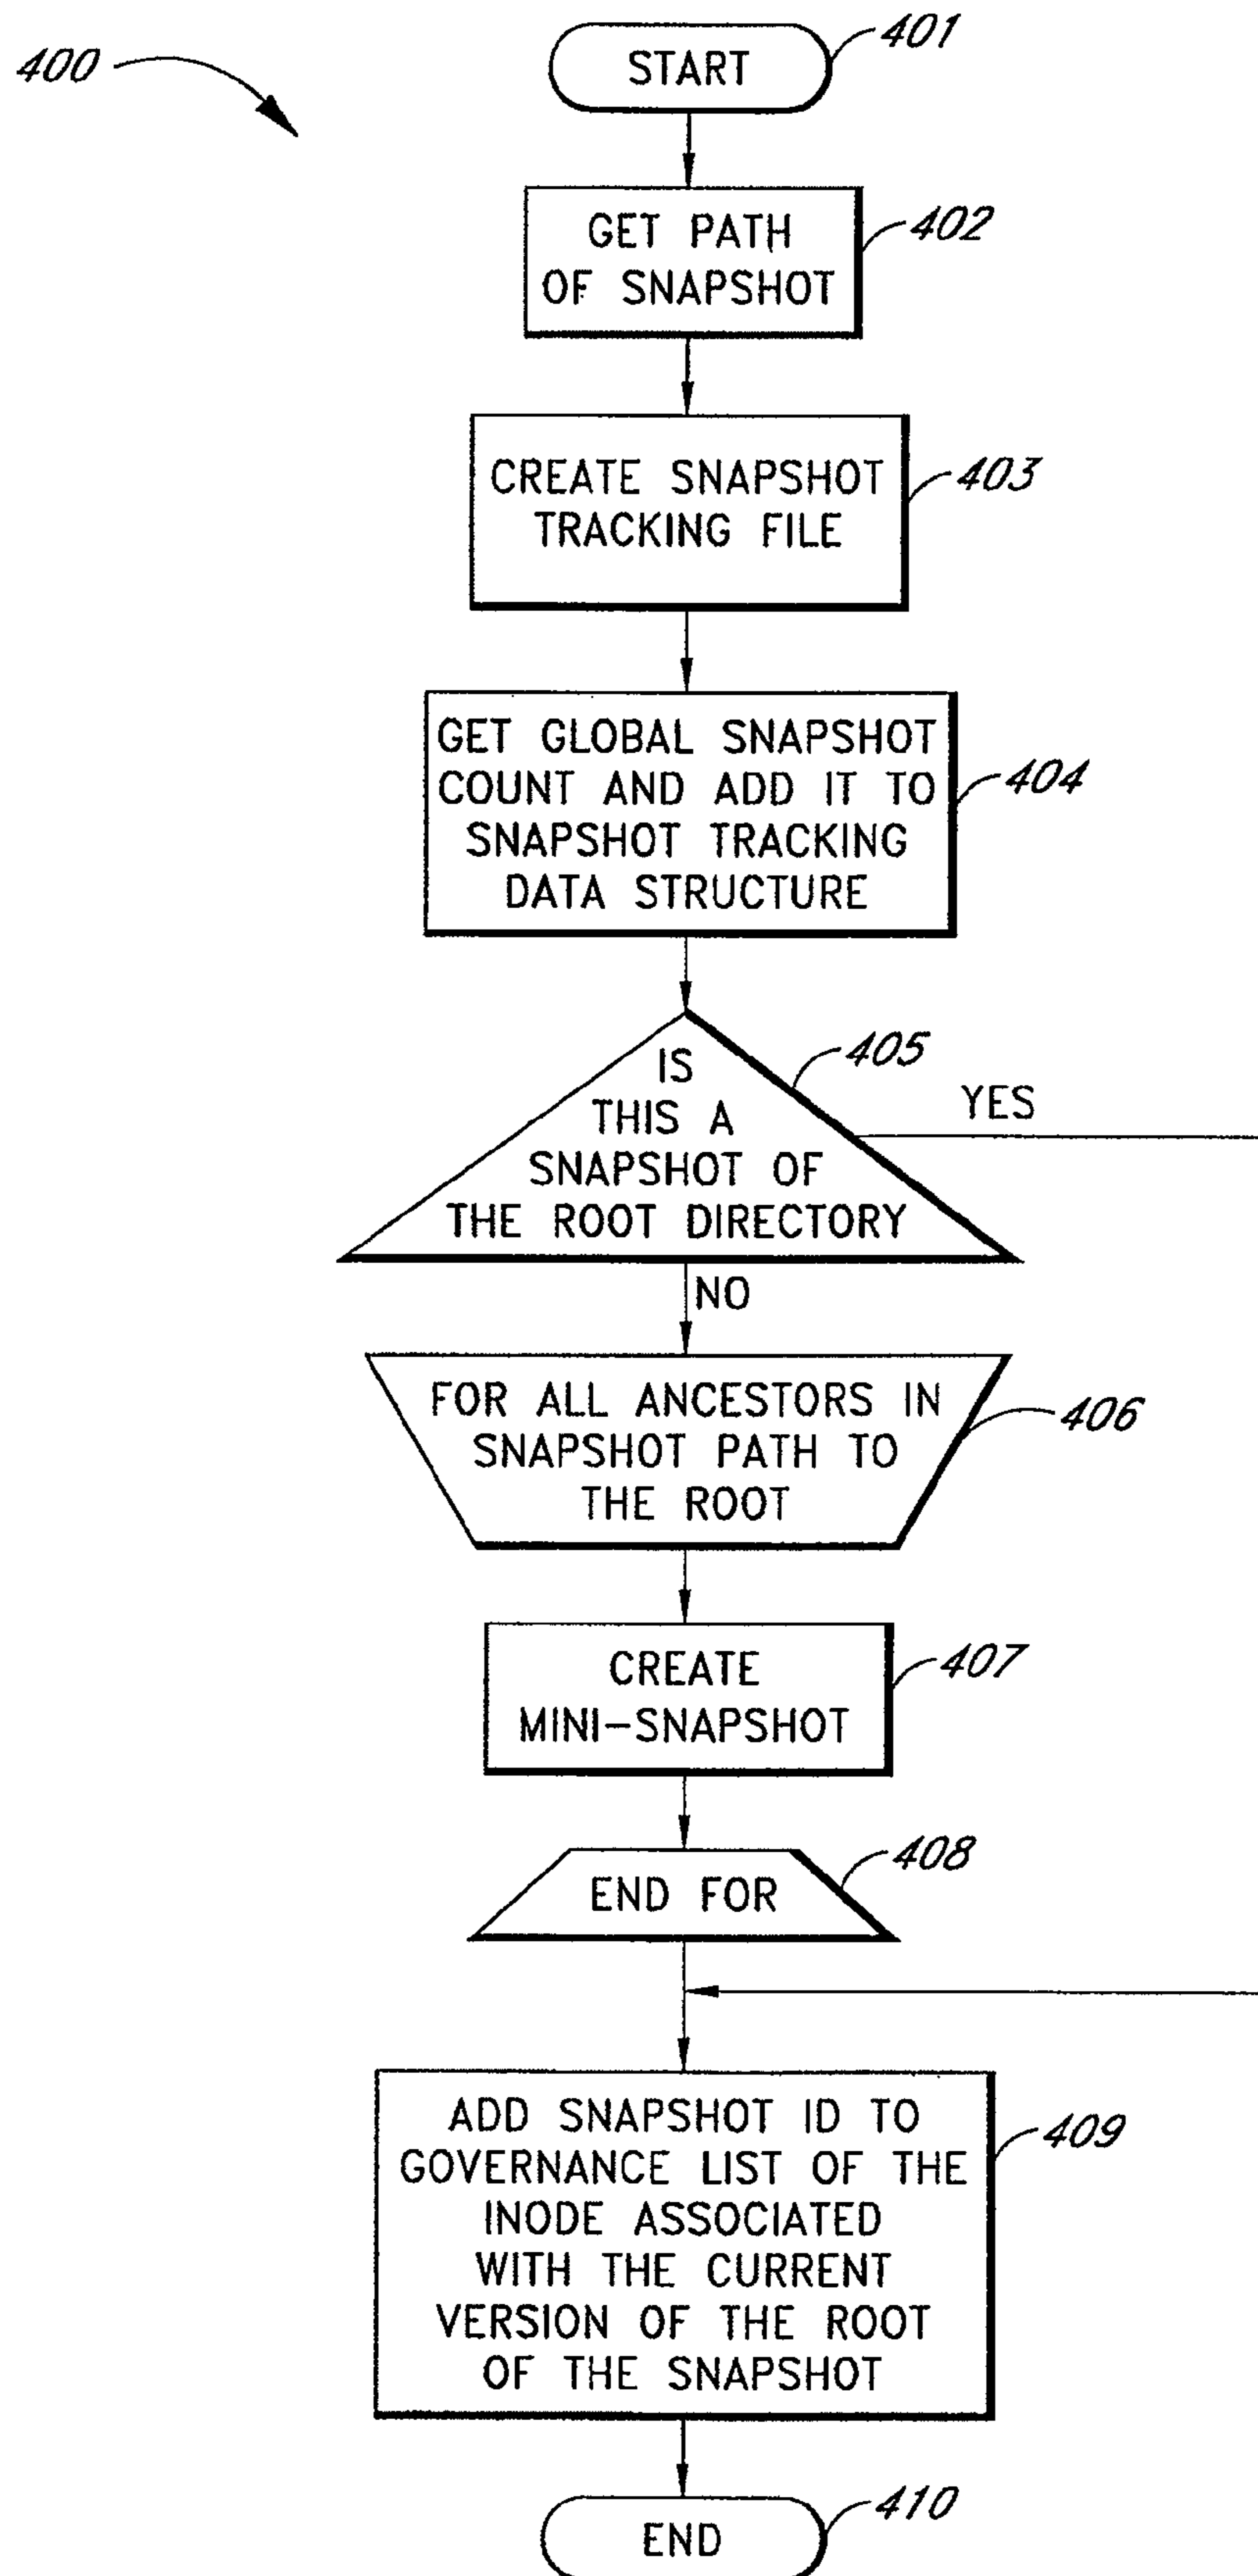 400
START
401
GET PATH
OF SNAPSHOT
402
CREATE SNAPSHOT
TRACKING FILE
403
GET GLOBAL SNAPSHOT
COUNT AND ADD IT TO
SNAPSHOT TRACKING
DATA STRUCTURE
404
IS
THIS A
SNAPSHOT OF
THE ROOT DIRECTORY
405
YES
NO
FOR ALL ANCESTORS IN
SNAPSHOT PATH TO
THE ROOT
406
CREATE
MINI-SNAPSHOT
407
END FOR
408
ADD SNAPSHOT ID TO
GOVERNANCE LIST OF THE
INODE ASSOCIATED
WITH THE CURRENT
VERSION OF THE ROOT
OF THE SNAPSHOT
409
END
410